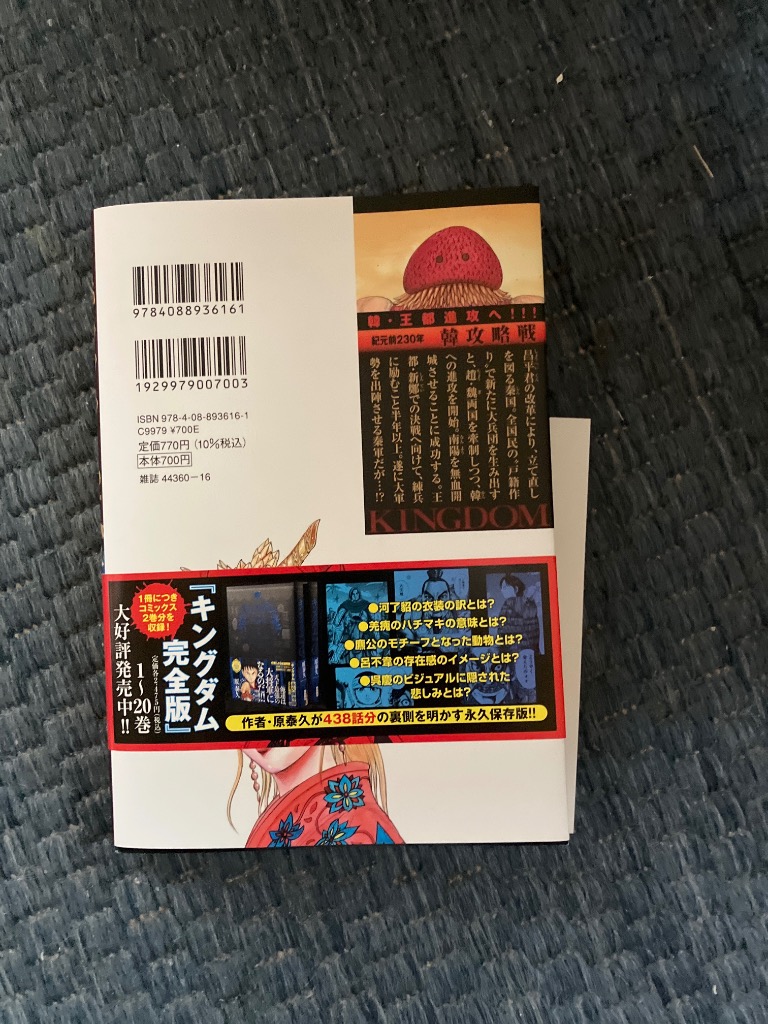 9784088936161
1929979007003
ISBN 978-4-08-893616-1
C9979 ¥700E
定価770円(10%税込)
本体700円
雑誌 44360-16
韓・王都進攻へ!!!
紀元前230年 韓攻略戦
昌平君の改革により、立て直し
を図る秦国。全国民の〝戸籍作
り〟で新たに大兵団を生み出す
と、趙・魏両国を牽制しつつ、韓
への進攻を開始。南陽を無血開
城させることに成功する。王
都・新鄭での決戦へ向けて、練兵
に励むこと半年以上。遂に大軍
勢を出陣させる秦軍だが…!?
KINGDOM
1冊につき
コミックス
2巻分を
収録!
『キングダム
完全版』
1〜20巻
定価各2,475円(税込)
大好評発売中!!
●河了貂の衣装の訳とは?
●羌瘣のハチマキの意味とは?
●麃公のモチーフとなった動物とは?
●呂不韋の存在感のイメージとは?
●呉慶のビジュアルに隠された
悲しみとは?
作者・原泰久が438話分の裏側を明かす永久保存版!!